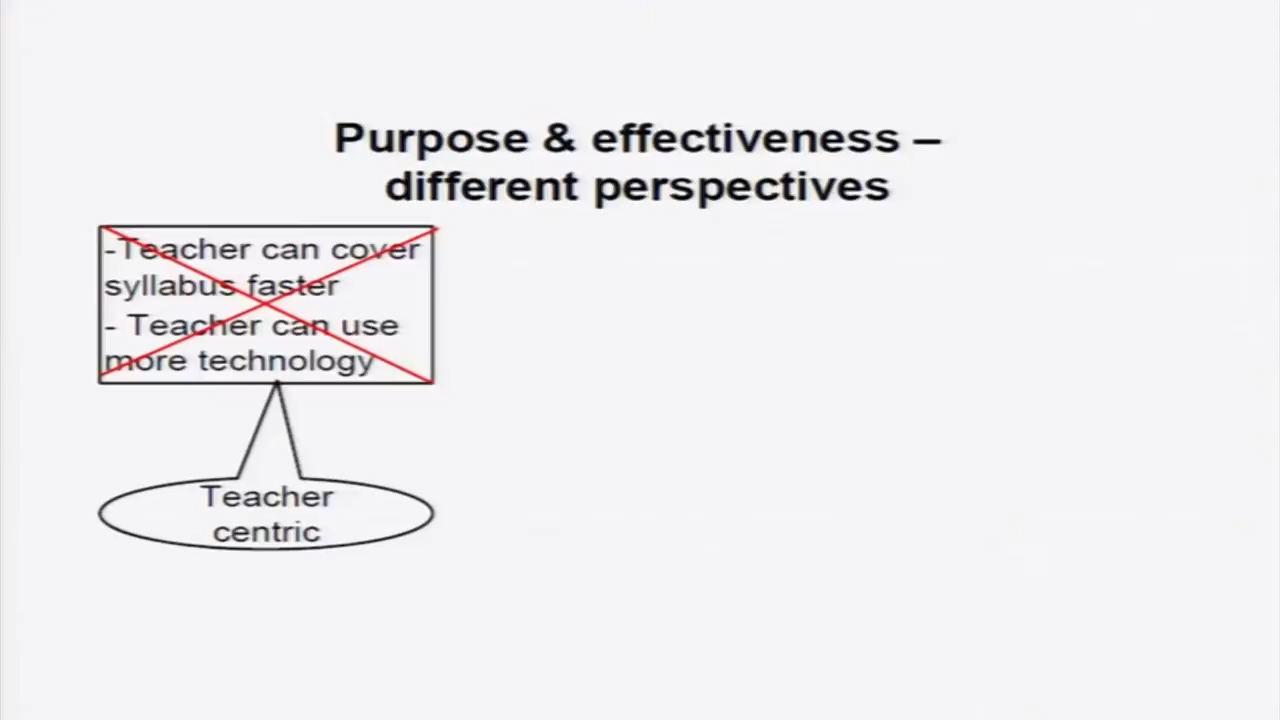 Purpose & effectiveness –
different perspectives
-Teacher can cover
syllabus faster
- Teacher can use
more technology
Teacher
centric